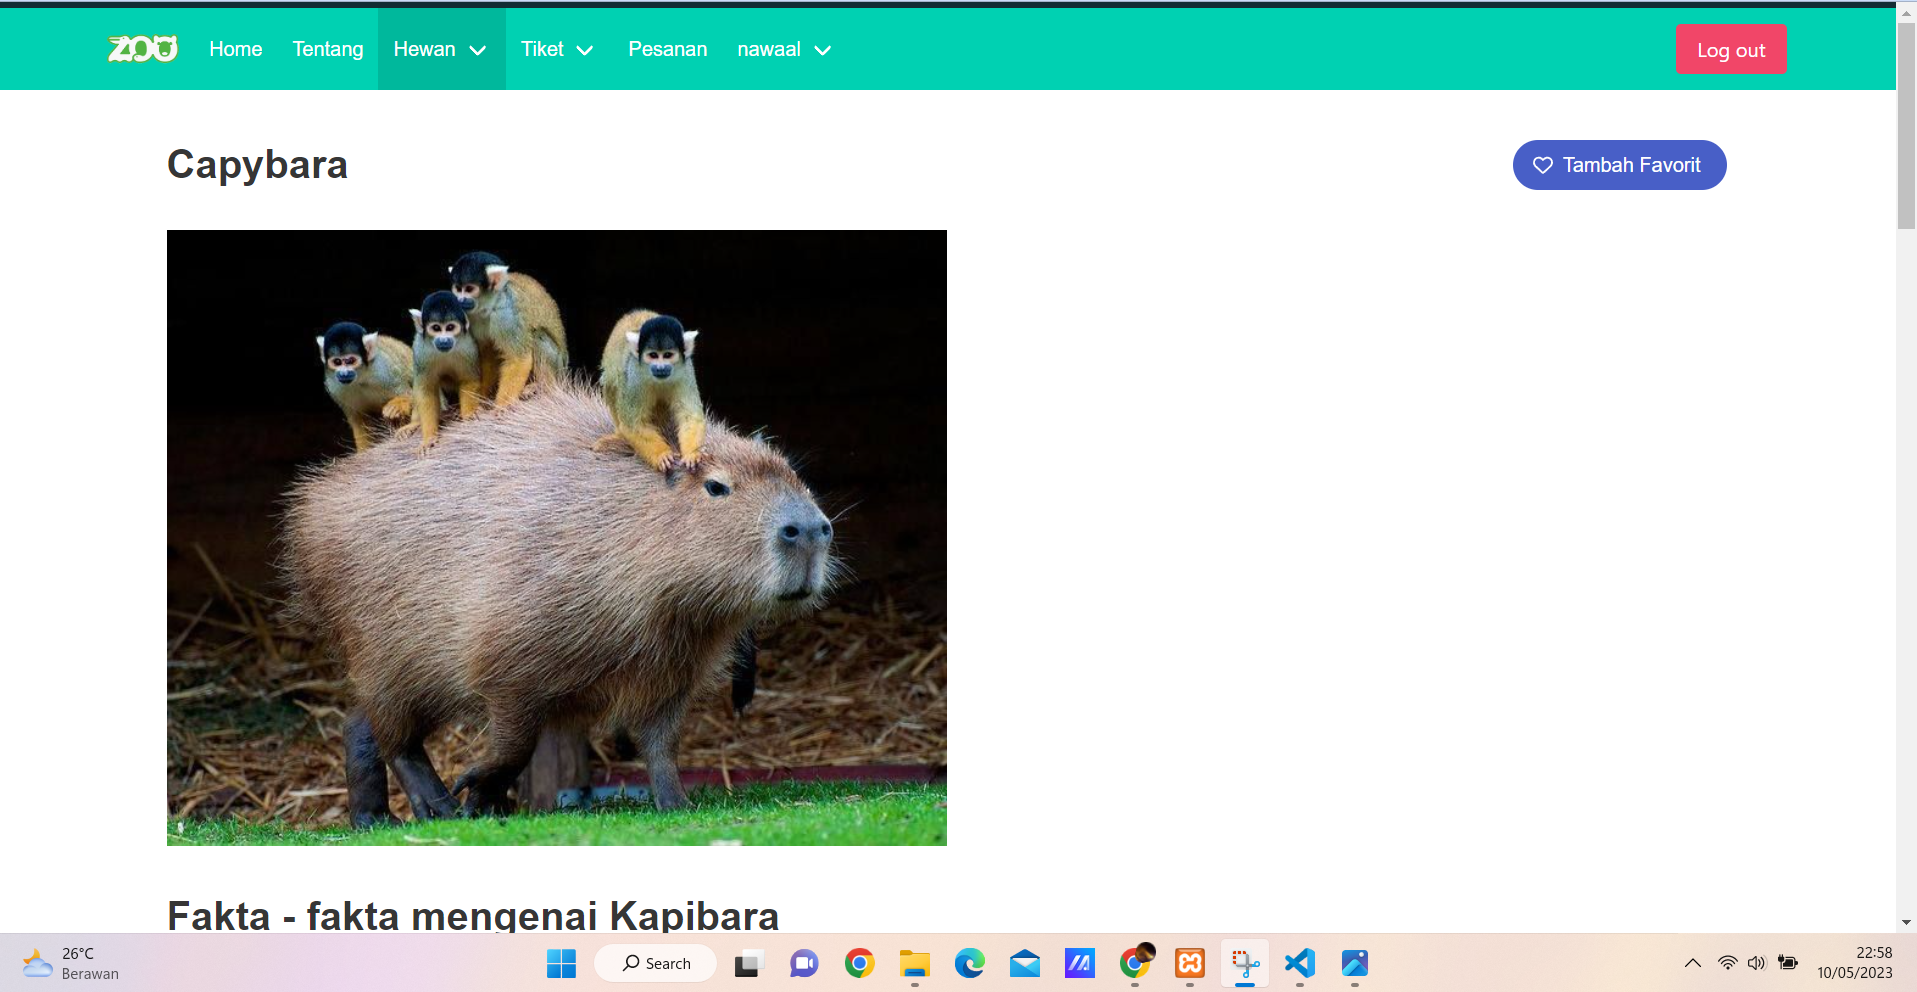 ZOO Home Tentang Hewan Tiket Pesanan nawaal Log out
Capybara
Tambah Favorit
Fakta - fakta mengenai Kapibara
26°C
Berawan
Search
22:58
10/05/2023